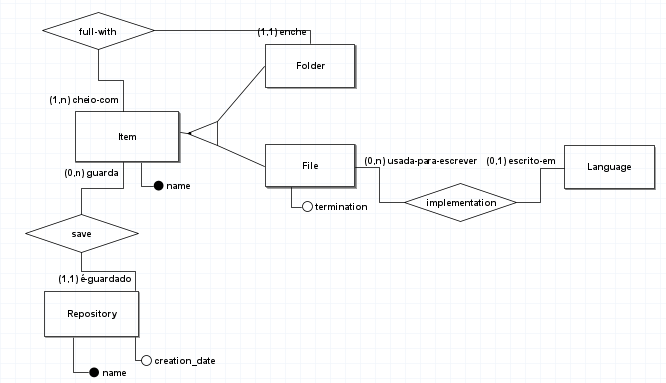 full-with
(1,1) enche
Folder
(1,n) cheio-com
Item
(0,n) guarda
name
File
(0,n) usada-para-escrever
(0,1) escrito-em
Language
termination
implementation
save
(1,1) é-guardado
Repository
creation_date
name